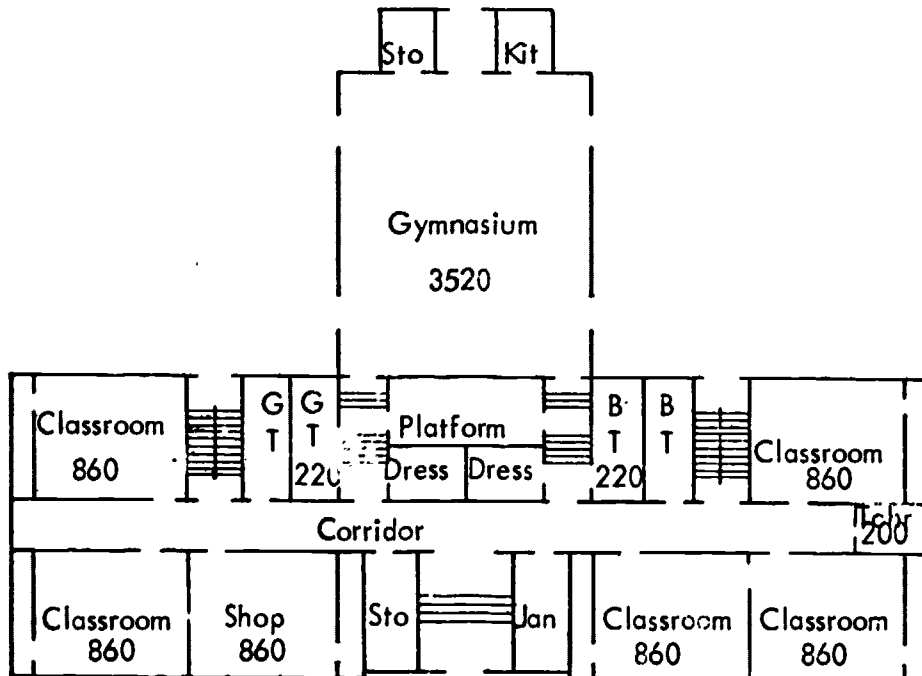 Sto Kit
Gymnasium
3520
Classroom
860
G
T
G
T
220
Platform
Dress Dress
B
T
220
B
T
Classroom
860
Corridor
Tchr
200
Classroom
860
Shop
860
Sto
Jan
Classroom
860
Classroom
860